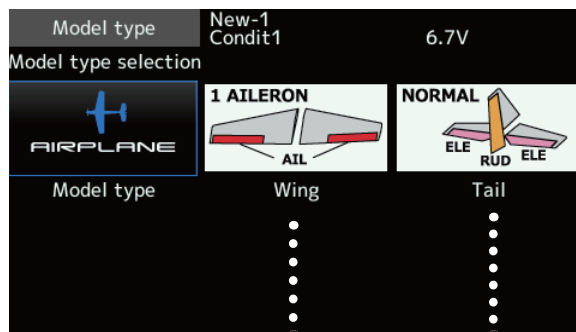 Model type
New-1
Condit1
6.7V
Model type selection
AIRPLANE
1 AILERON
AIL
NORMAL
ELE
RUD
ELE
Model type
Wing
Tail